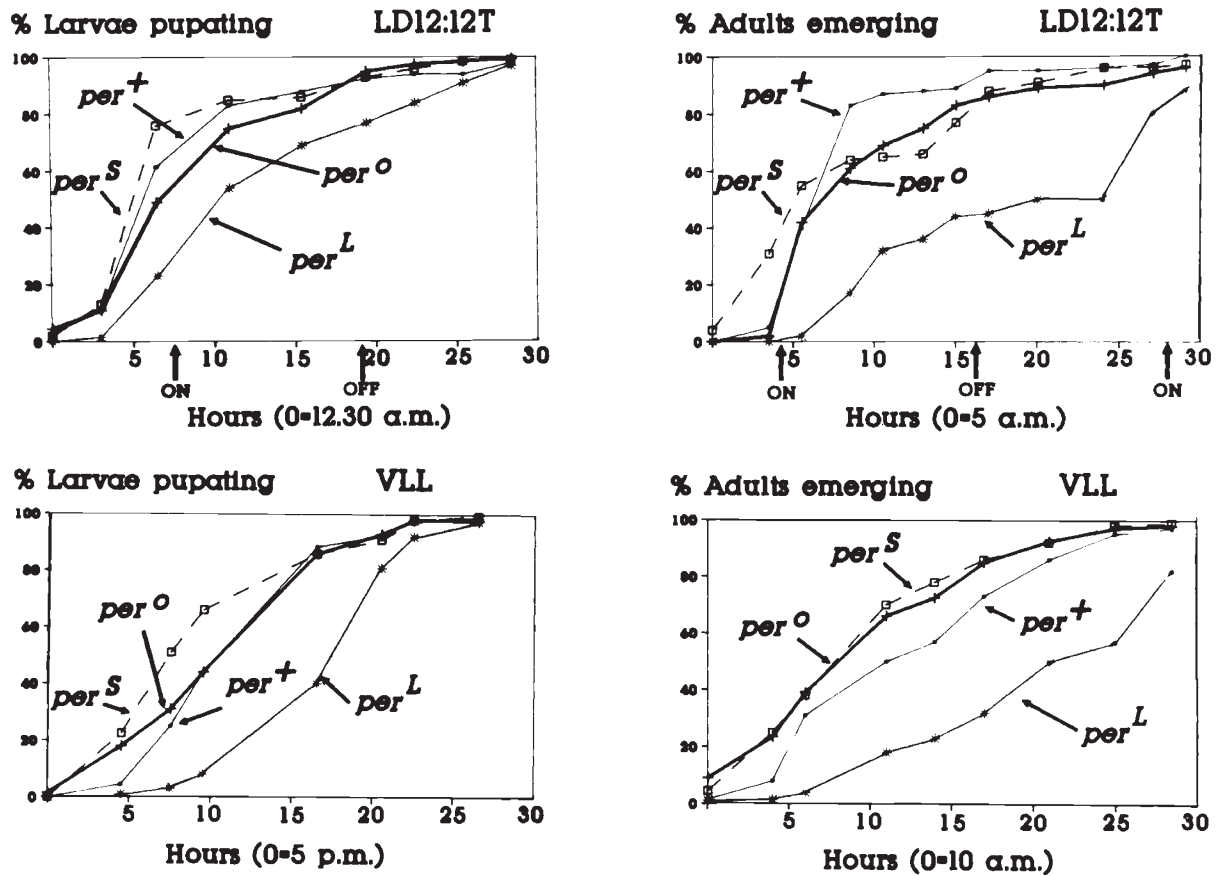 % Larvae pupating LD12:12T
100
80
60
40
20
0
per+
perS
perO
perL
5 10 15 20 25 30
ON OFF
Hours (0=12.30 a.m.)
% Adults emerging LD12:12T
100
80
60
40
20
0
per+
perS
perO
perL
5 10 15 20 25 30
ON OFF ON
Hours (0=5 a.m.)
% Larvae pupating VLL
100
80
60
40
20
0
perO
perS
per+
perL
5 10 15 20 25 30
Hours (0=5 p.m.)
% Adults emerging VLL
100
80
60
40
20
0
perS
perO
per+
perL
5 10 15 20 25 30
Hours (0=10 a.m.)